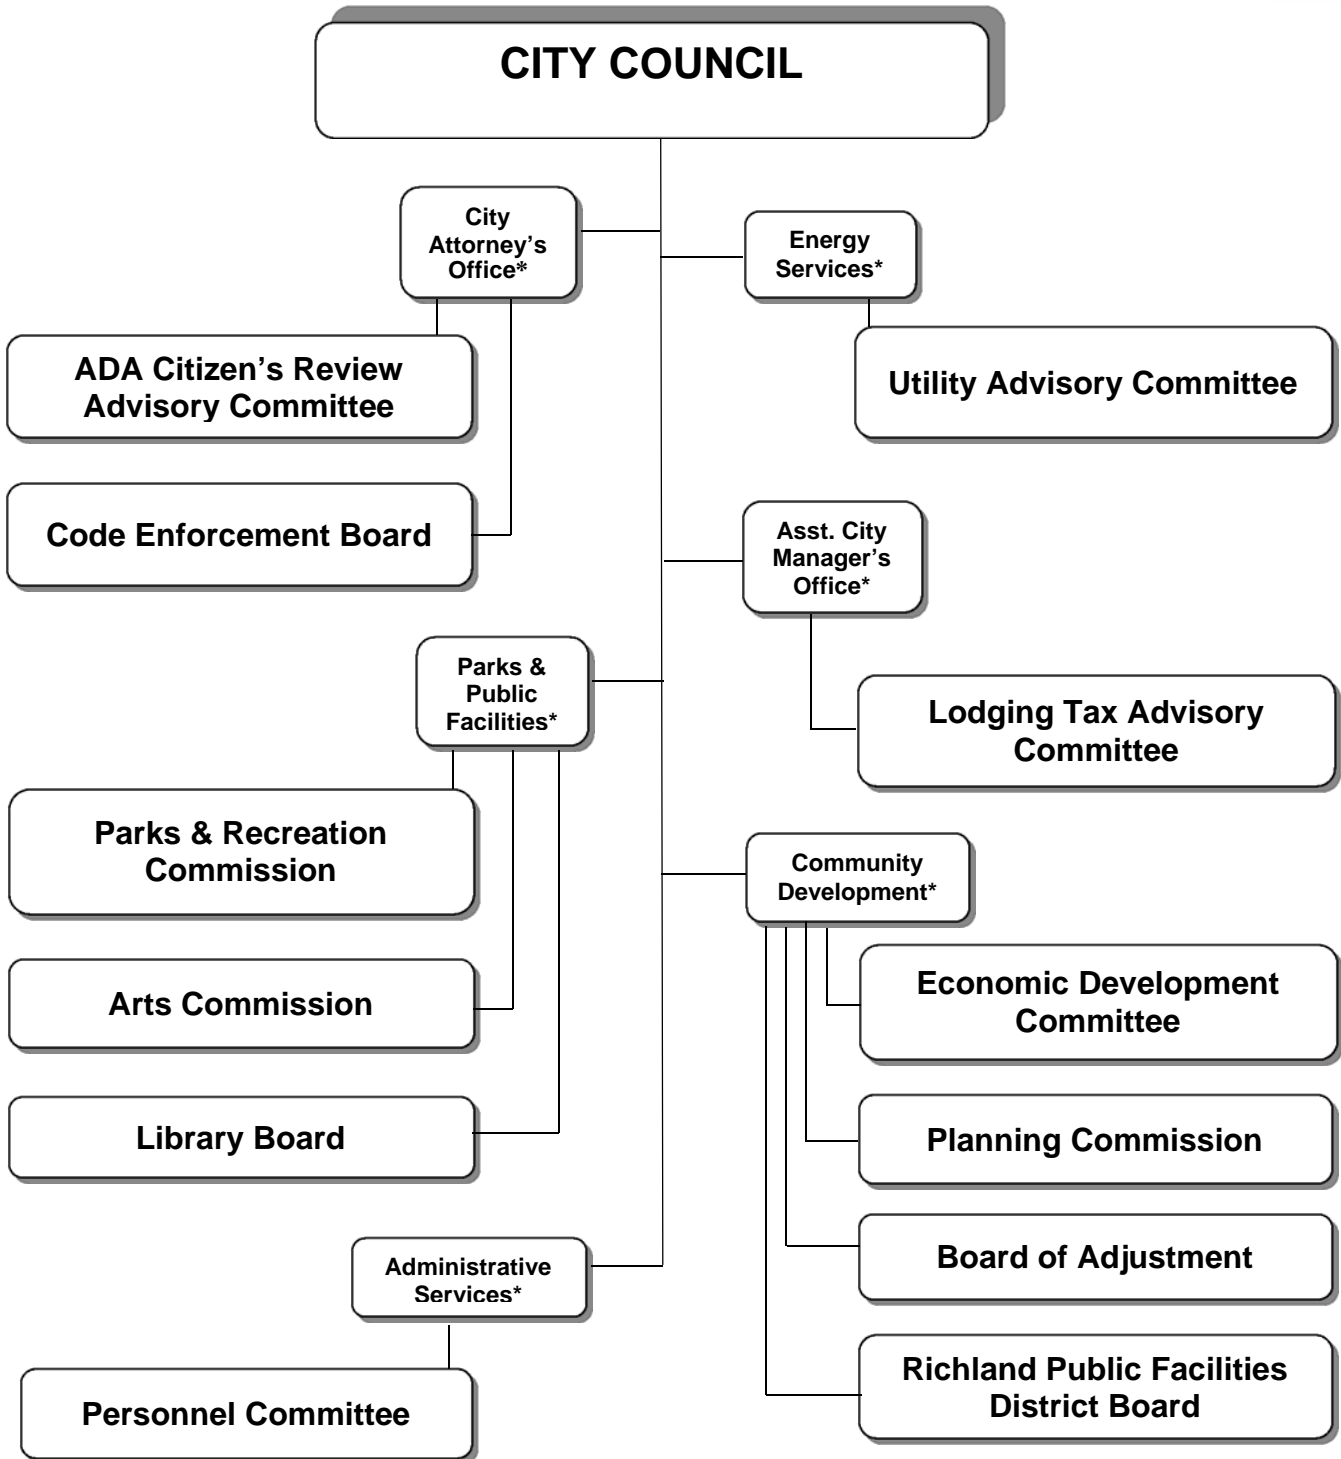 CITY COUNCIL
City
Attorney’s
Office*
Energy
Services*
ADA Citizen’s Review
Advisory Committee
Utility Advisory Committee
Code Enforcement Board
Asst. City
Manager’s
Office*
Parks &
Public
Facilities*
Lodging Tax Advisory
Committee
Parks & Recreation
Commission
Community
Development*
Arts Commission
Economic Development
Committee
Library Board
Planning Commission
Administrative
Services*
Board of Adjustment
Personnel Committee
Richland Public Facilities
District Board